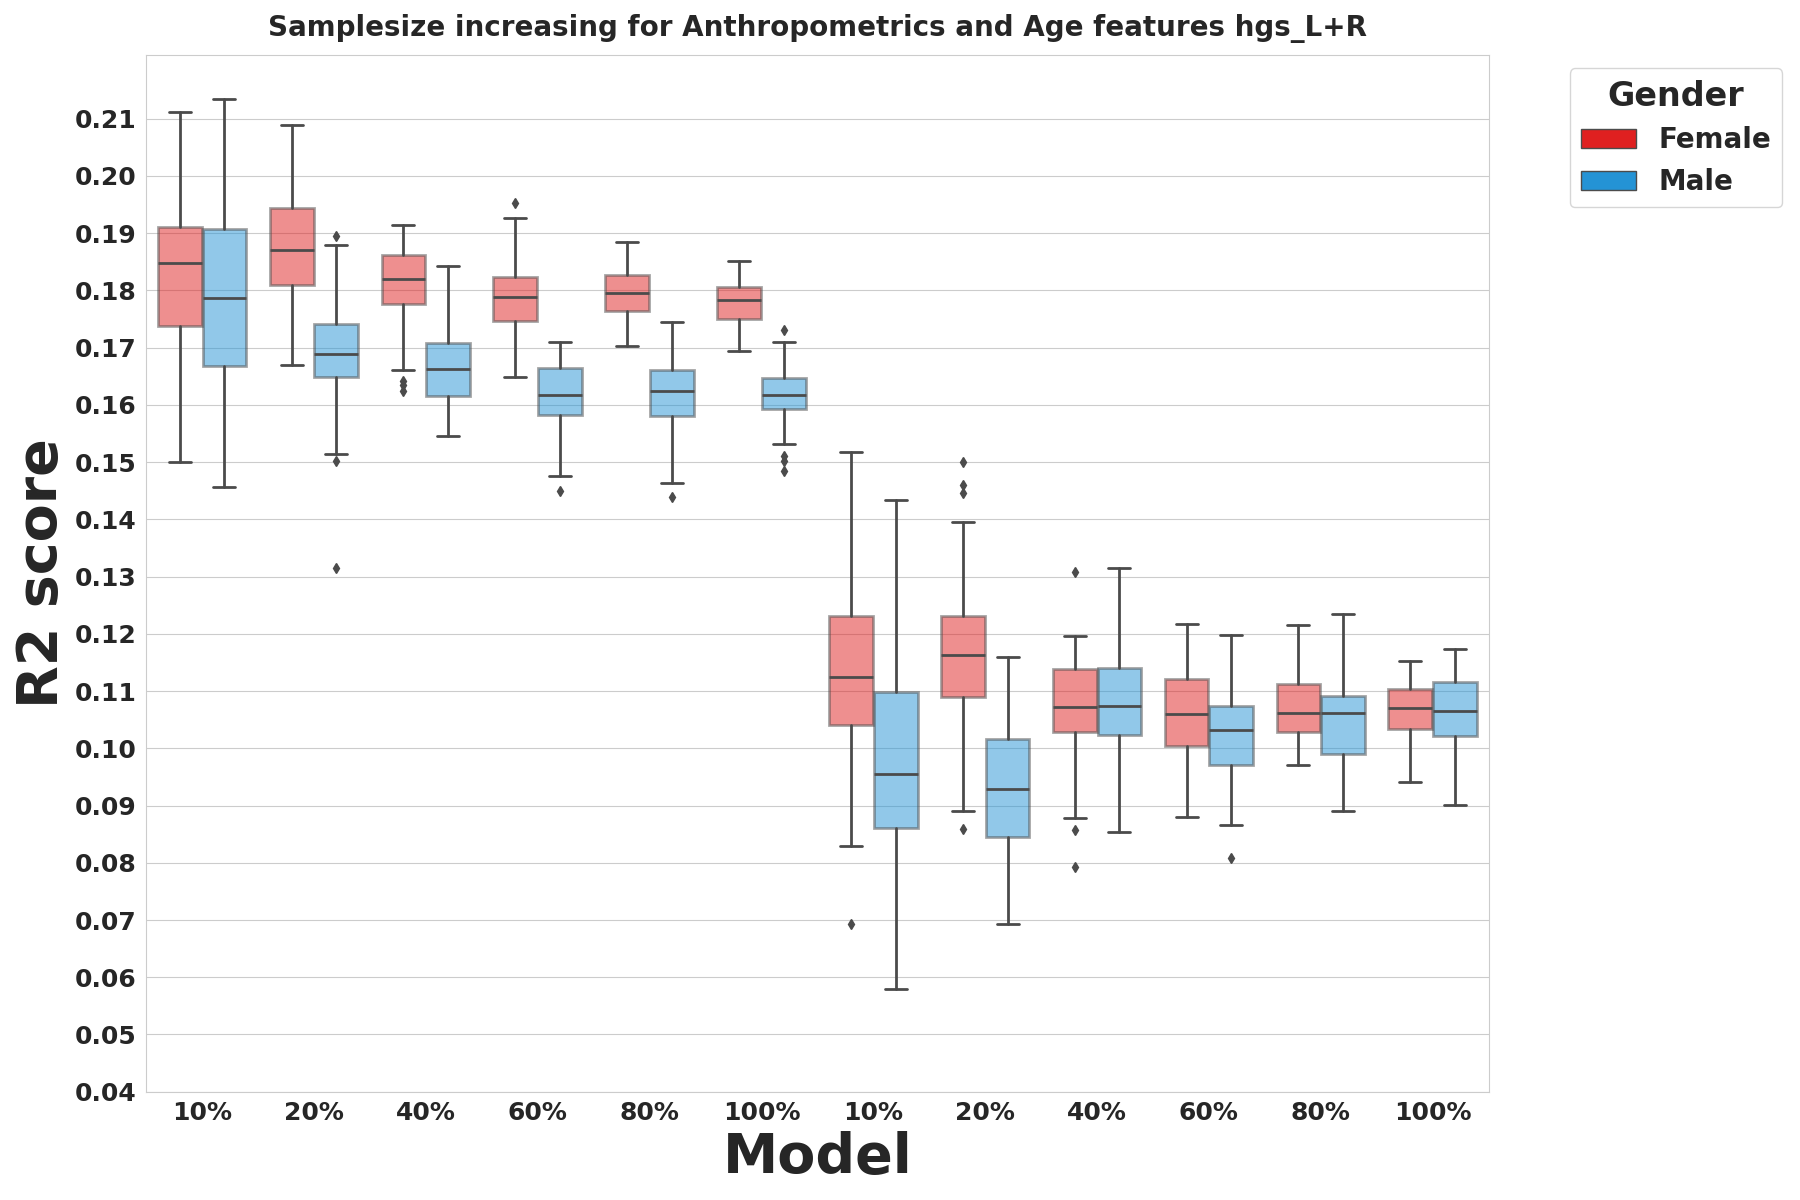 Samplesize increasing for Anthropometrics and Age features hgs_L+R
Gender
Female
Male
R2 score
0.21
0.20
0.19
0.18
0.17
0.16
0.15
0.14
0.13
0.12
0.11
0.10
0.09
0.08
0.07
0.06
0.05
0.04
10% 20% 40% 60% 80% 100% 10% 20% 40% 60% 80% 100%
Model